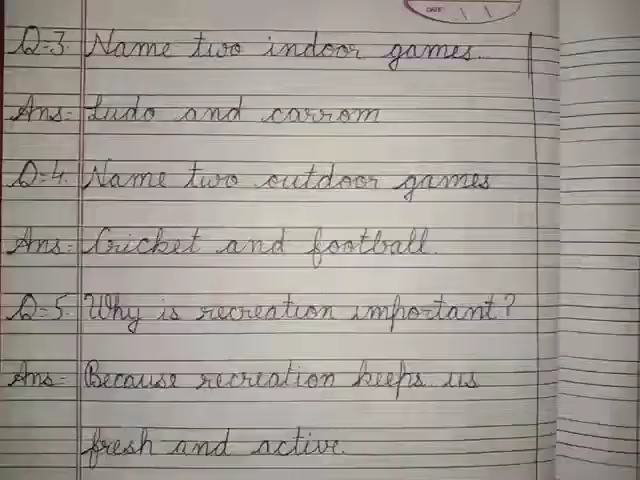 DATE
Q-3. Name two indoor games.
Ans- Ludo and carrom
Q-4. Name two outdoor games
Ans- Cricket and football.
Q-5. Why is recreation important?
Ans- Because recreation keeps us
fresh and active.